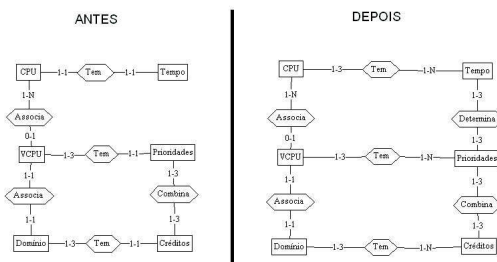 ANTES
CPU 1-1 Tem 1-1 Tempo
1-N
Associa
0-1
VCPU 1-3 Tem 1-1 Prioridades
1-1 1-3
Associa Combina
1-1 1-3
Domínio 1-3 Tem 1-1 Créditos
DEPOIS
CPU 1-3 Tem 1-N Tempo
1-N 1-3
Associa Determina
0-1 1-3
VCPU 1-3 Tem 1-N Prioridades
1-1 1-3
Associa Combina
1-1 1-3
Domínio 1-3 Tem 1-N Créditos